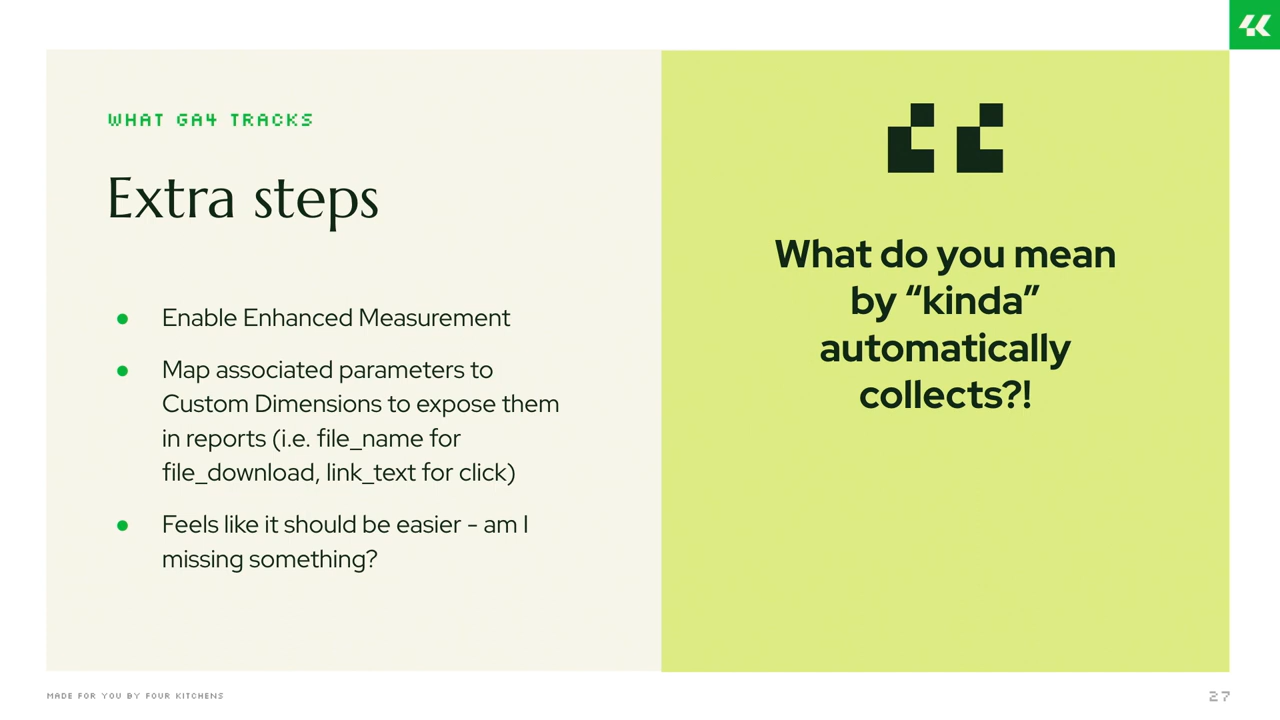 WHAT GA4 TRACKS
Extra steps
● Enable Enhanced Measurement
● Map associated parameters to
Custom Dimensions to expose them
in reports (i.e. file_name for
file_download, link_text for click)
● Feels like it should be easier - am I
missing something?
“
What do you mean
by “kinda”
automatically
collects?!
MADE FOR YOU BY FOUR KITCHENS
27